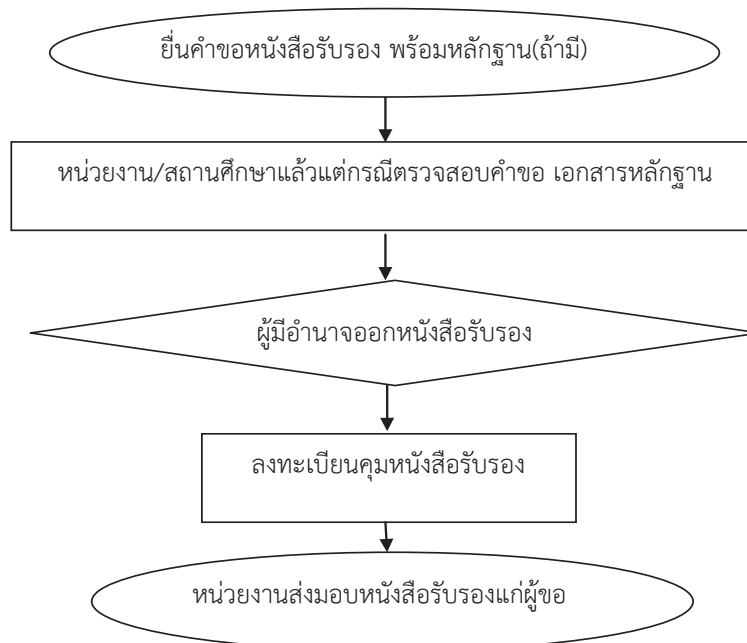 ยื่นคำขอหนังสือรับรอง พร้อมหลักฐาน(ถ้ามี)
หน่วยงาน/สถานศึกษาแล้วแต่กรณีตรวจสอบคำขอ เอกสารหลักฐาน
ผู้มีอำนาจออกหนังสือรับรอง
ลงทะเบียนคุมหนังสือรับรอง
หน่วยงานส่งมอบหนังสือรับรองแก่ผู้ขอ